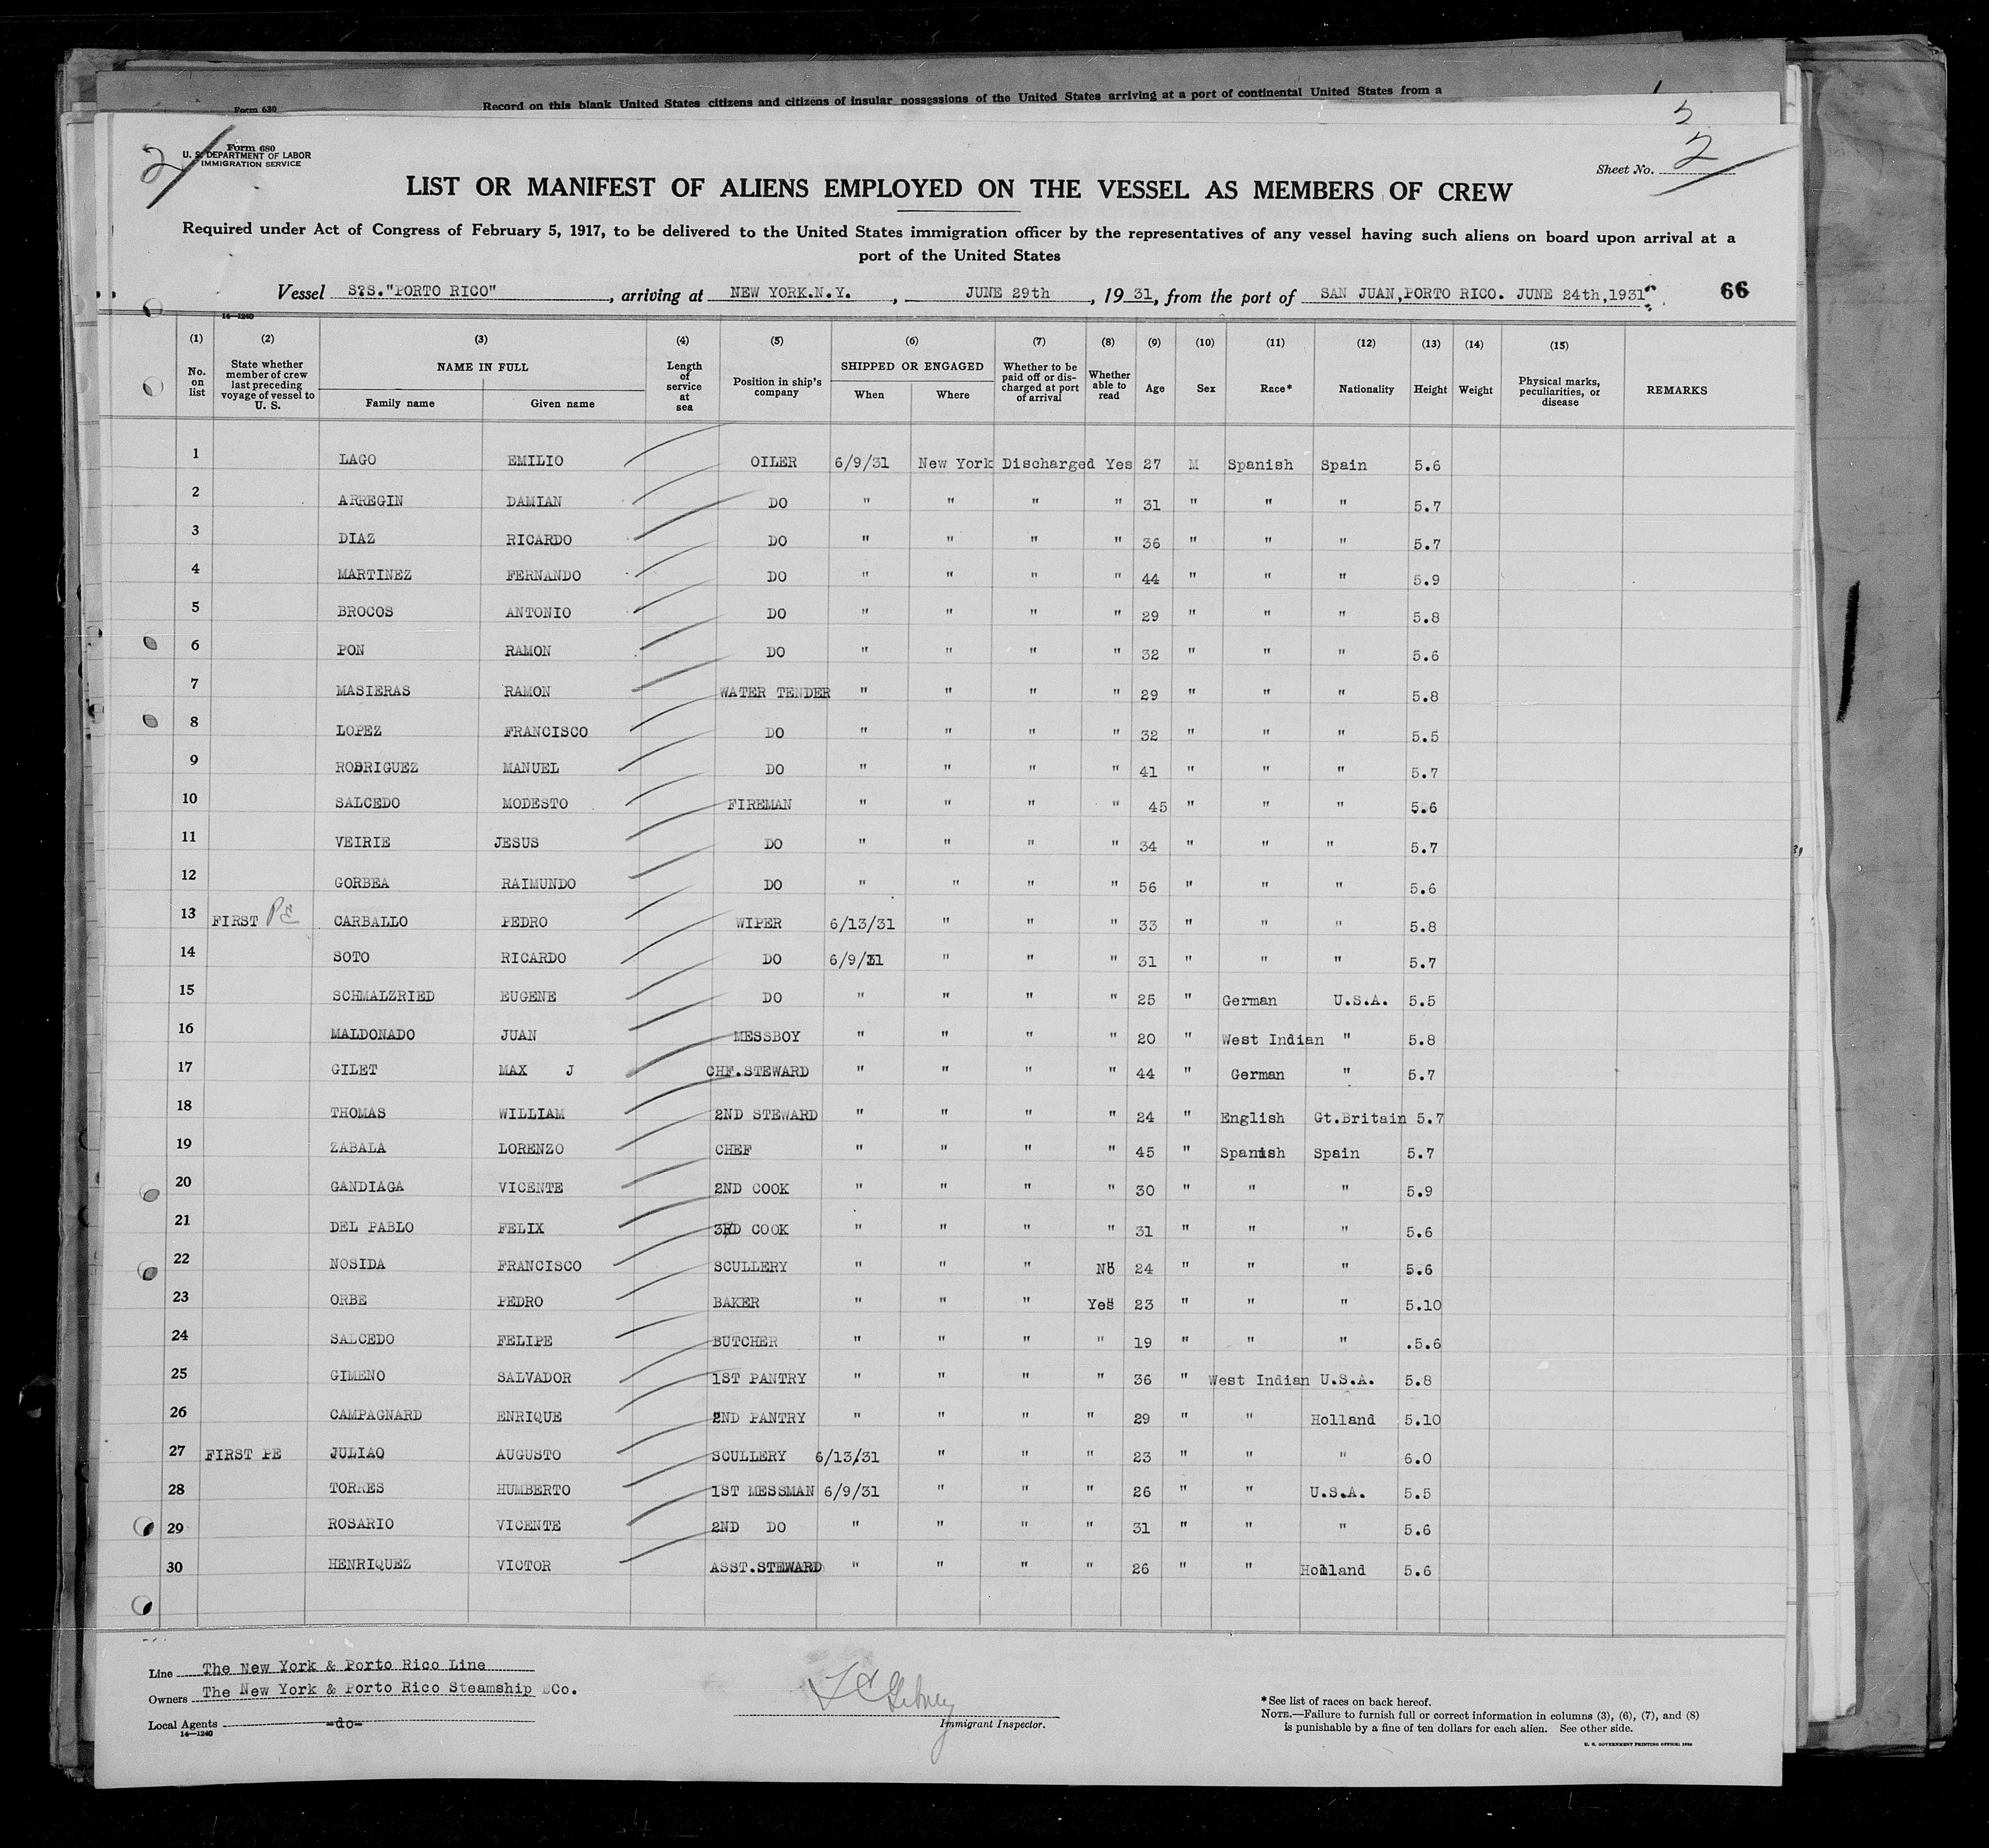 Form 630
Record on this blank United States citizens and citizens of insular possessions of the United States arriving at a port of continental United States from a
2
Form 680
U. S. DEPARTMENT OF LABOR
IMMIGRATION SERVICE
Sheet No. 2
LIST OR MANIFEST OF ALIENS EMPLOYED ON THE VESSEL AS MEMBERS OF CREW
Required under Act of Congress of February 5, 1917, to be delivered to the United States immigration officer by the representatives of any vessel having such aliens on board upon arrival at a
port of the United States
Vessel S?S."PORTO RICO", arriving at NEW YORK.N.Y., JUNE 29th, 1931, from the port of SAN JUAN,PORTO RICO. JUNE 24th,1931 66
14—1240
(1) (2) (3) (4) (5) (6) (7) (8) (9) (10) (11) (12) (13) (14) (15)
No. on list State whether member of crew last preceding voyage of vessel to U. S. NAME IN FULL Family name Given name Length of service at sea Position in ship's company SHIPPED OR ENGAGED When Where Whether to be paid off or discharged at port of arrival Whether able to read Age Sex Race* Nationality Height Weight Physical marks, peculiarities, or disease REMARKS
1 LAGO EMILIO OILER 6/9/31 New York Discharged Yes 27 M Spanish Spain 5.6
2 ARREGIN DAMIAN DO " " " " 31 " " " 5.7
3 DIAZ RICARDO DO " " " " 36 " " " 5.7
4 MARTINEZ FERNANDO DO " " " " 44 " " " 5.9
5 BROCOS ANTONIO DO " " " " 29 " " " 5.8
6 PON RAMON DO " " " " 32 " " " 5.6
7 MASIERAS RAMON WATER TENDER " " " " 29 " " " 5.8
8 LOPEZ FRANCISCO DO " " " " 32 " " " 5.5
9 RODRIGUEZ MANUEL DO " " " " 41 " " " 5.7
10 SALCEDO MODESTO FIREMAN " " " " 45 " " " 5.6
11 VEIRIE JESUS DO " " " " 34 " " " 5.7
12 GORBEA RAIMUNDO DO " " " " 56 " " " 5.6
13 FIRST PE CARBALLO PEDRO WIPER 6/13/31 " " " 33 " " " 5.8
14 SOTO RICARDO DO 6/9/31 " " " 31 " " " 5.7
15 SCHMALZRIED EUGENE DO " " " " 25 " German U.S.A. 5.5
16 MALDONADO JUAN MESSBOY " " " " 20 " West Indian " 5.8
17 GILET MAX J CHF.STEWARD " " " " 44 " German " 5.7
18 THOMAS WILLIAM 2ND STEWARD " " " " 24 " English Gt.Britain 5.7
19 ZABALA LORENZO CHEF " " " " 45 " Spanish Spain 5.7
20 GANDIAGA VICENTE 2ND COOK " " " " 30 " " " 5.9
21 DEL PABLO FELIX 3RD COOK " " " " 31 " " " 5.6
22 NOSIDA FRANCISCO SCULLERY " " " No 24 " " " 5.6
23 ORBE PEDRO BAKER " " " Yes 23 " " " 5.10
24 SALCEDO FELIPE BUTCHER " " " " 19 " " " .5.6
25 GIMENO SALVADOR 1ST PANTRY " " " " 36 " West Indian U.S.A. 5.8
26 CAMPAGNARD ENRIQUE 2ND PANTRY " " " " 29 " " Holland 5.10
27 FIRST PE JULIAO AUGUSTO SCULLERY 6/13/31 " " " 23 " " " 6.0
28 TORRES HUMBERTO 1ST MESSMAN 6/9/31 " " " 26 " " U.S.A. 5.5
29 ROSARIO VICENTE 2ND DO " " " " 31 " " " 5.6
30 HENRIQUEZ VICTOR ASST.STEWARD " " " " 26 " " Holland 5.6
Line The New York & Porto Rico Line
Owners The New York & Porto Rico Steamship Co.
Local Agents -do-
14—1240
Immigrant Inspector.
*See list of races on back hereof.
NOTE.—Failure to furnish full or correct information in columns (3), (6), (7), and (8)
is punishable by a fine of ten dollars for each alien. See other side.
U. S. GOVERNMENT PRINTING OFFICE: 1930